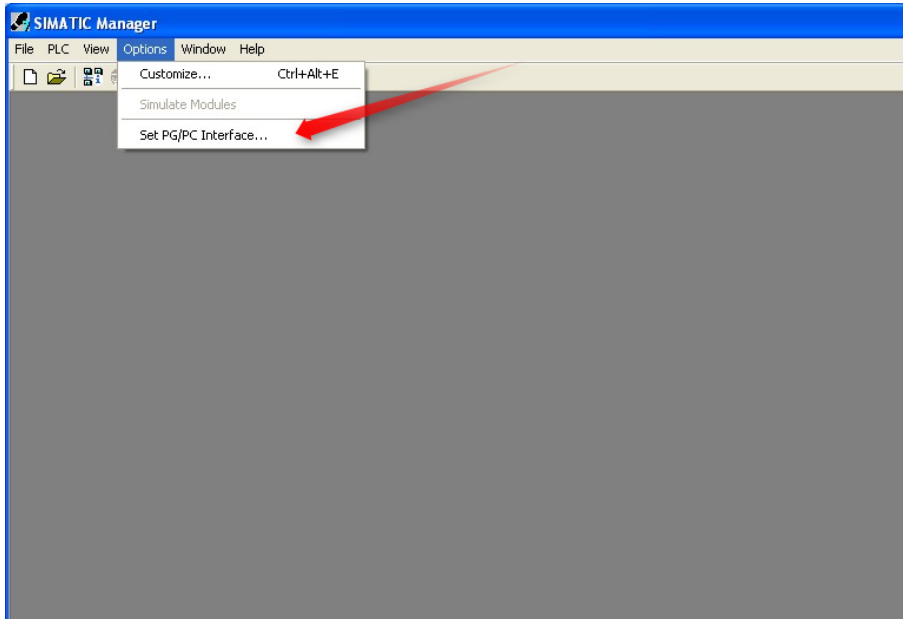 SIMATIC Manager
File PLC View Options Window Help
Customize... Ctrl+Alt+E
Simulate Modules
Set PG/PC Interface...